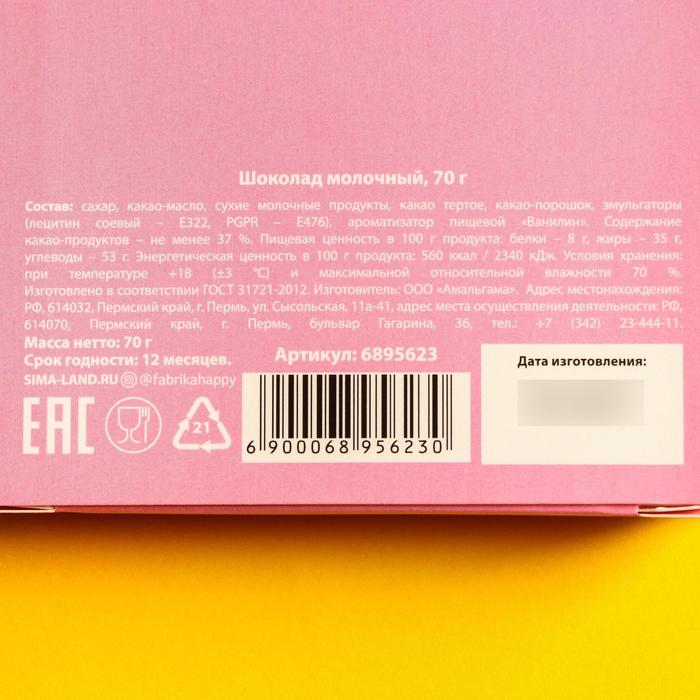 Шоколад молочный, 70 г
Состав: сахар, какао-масло, сухие молочные продукты, какао тертое, какао-порошок, эмульгаторы
(лецитин соевый – E322, PGPR – E476), ароматизатор пищевой «Ванилин». Содержание
какао-продуктов – не менее 37 %. Пищевая ценность в 100 г продукта: белки – 8 г, жиры – 35 г,
углеводы – 53 г. Энергетическая ценность в 100 г продукта: 560 ккал / 2340 кДж. Условия хранения:
при температуре +18 (±3 °C) и максимальной относительной влажности 70 %.
Изготовлено в соответствии ГОСТ 31721-2012. Изготовитель: ООО «Амальгама». Адрес местонахождения:
РФ, 614032, Пермский край, г. Пермь, ул. Сысольская, 11а-41, адрес места осуществления деятельности: РФ,
614070, Пермский край, г. Пермь, бульвар Гагарина, 36, тел.: +7 (342) 23-444-11.
Масса нетто: 70 г
Срок годности: 12 месяцев.
SIMA-LAND.RU @fabrikahappy
EAC
21
Артикул: 6895623
6 900068 956230
Дата изготовления: